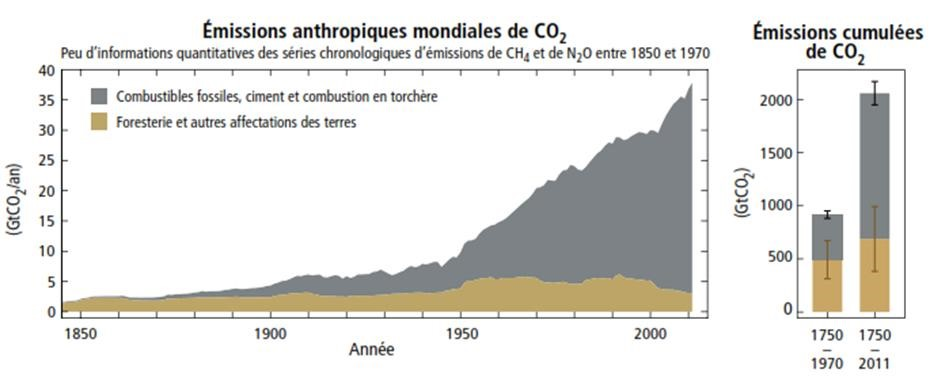 Émissions anthropiques mondiales de CO₂
Peu d'informations quantitatives des séries chronologiques d'émissions de CH₄ et de N₂O entre 1850 et 1970
40
35
30
25
20
15
10
5
0
(GtCO₂/an)
Combustibles fossiles, ciment et combustion en torchère
Foresterie et autres affectations des terres
1850
1900
1950
2000
Année
Émissions cumulées
de CO₂
2000
1500
1000
500
0
(GtCO₂)
1750
–
1970
1750
–
2011